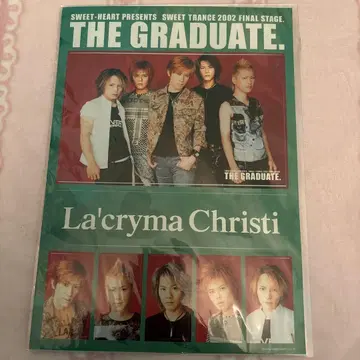 SWEET-HEART PRESENTS SWEET TRANCE 2002 FINAL STAGE.
THE GRADUATE.
THE GRADUATE.
La'cryma Christi